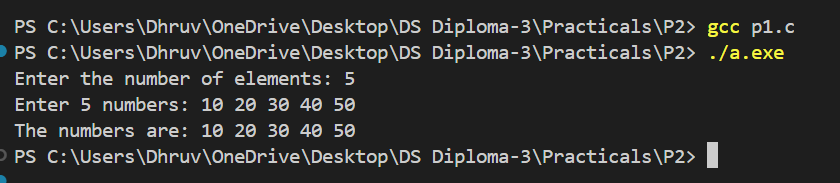 PS C:\Users\Dhruv\OneDrive\Desktop\DS Diploma-3\Practicals\P2> gcc p1.c
PS C:\Users\Dhruv\OneDrive\Desktop\DS Diploma-3\Practicals\P2> ./a.exe
Enter the number of elements: 5
Enter 5 numbers: 10 20 30 40 50
The numbers are: 10 20 30 40 50
PS C:\Users\Dhruv\OneDrive\Desktop\DS Diploma-3\Practicals\P2>